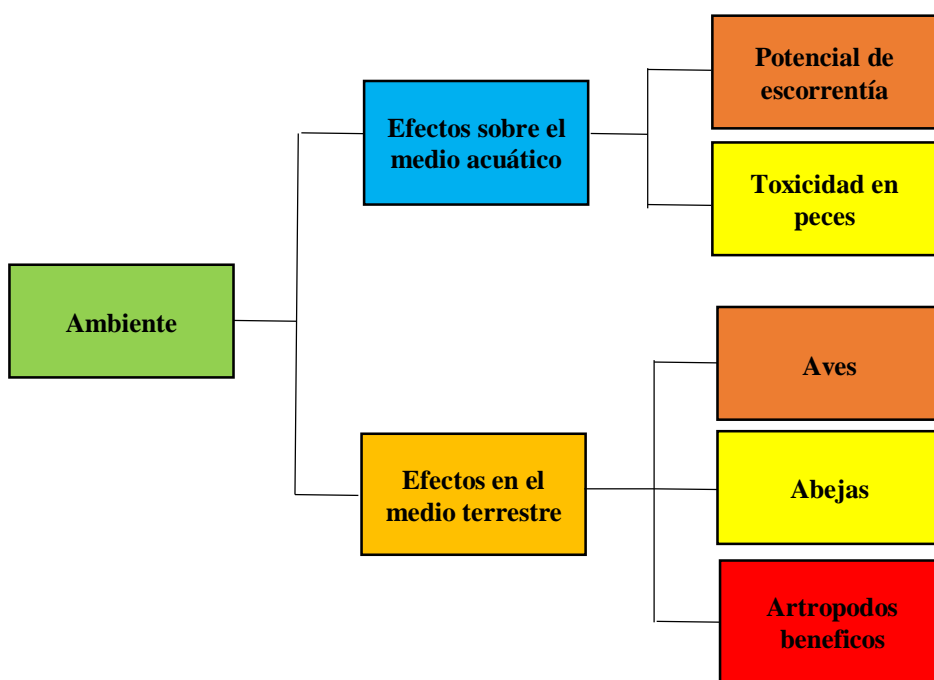 Potencial de
escorrentía
Efectos sobre el
medio acuático
Toxicidad en
peces
Ambiente
Aves
Efectos en el
medio terrestre
Abejas
Artropodos
beneficos